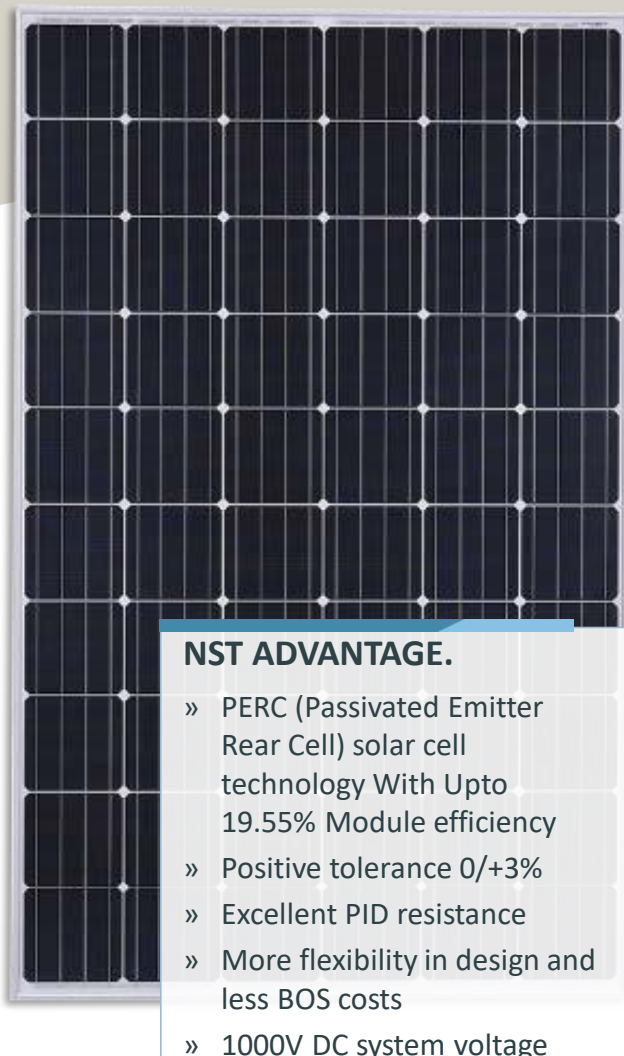 NST ADVANTAGE.
» PERC (Passivated Emitter
Rear Cell) solar cell
technology With Upto
19.55% Module efficiency
» Positive tolerance 0/+3%
» Excellent PID resistance
» More flexibility in design and
less BOS costs
» 1000V DC system voltage